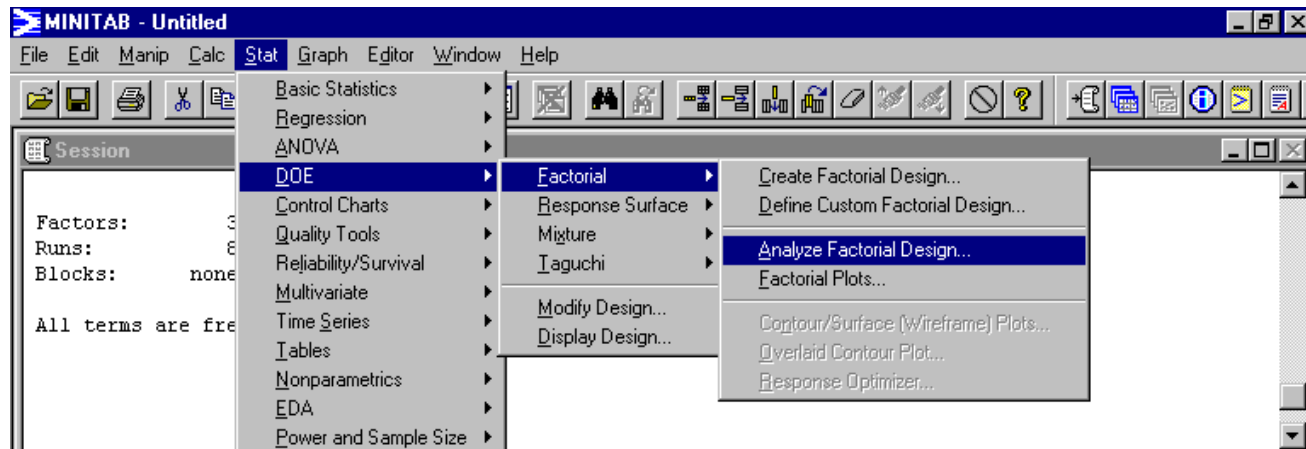 MINITAB - Untitled
File Edit Manip Calc Stat Graph Editor Window Help
Session
Factors: 3
Runs: 8
Blocks: none
All terms are fre
Basic Statistics
Regression
ANOVA
DOE
Control Charts
Quality Tools
Reliability/Survival
Multivariate
Time Series
Tables
Nonparametrics
EDA
Power and Sample Size
Factorial
Response Surface
Mixture
Taguchi
Modify Design...
Display Design...
Create Factorial Design...
Define Custom Factorial Design...
Analyze Factorial Design...
Factorial Plots...
Contour/Surface (Wireframe) Plots...
Overlaid Contour Plot...
Response Optimizer...